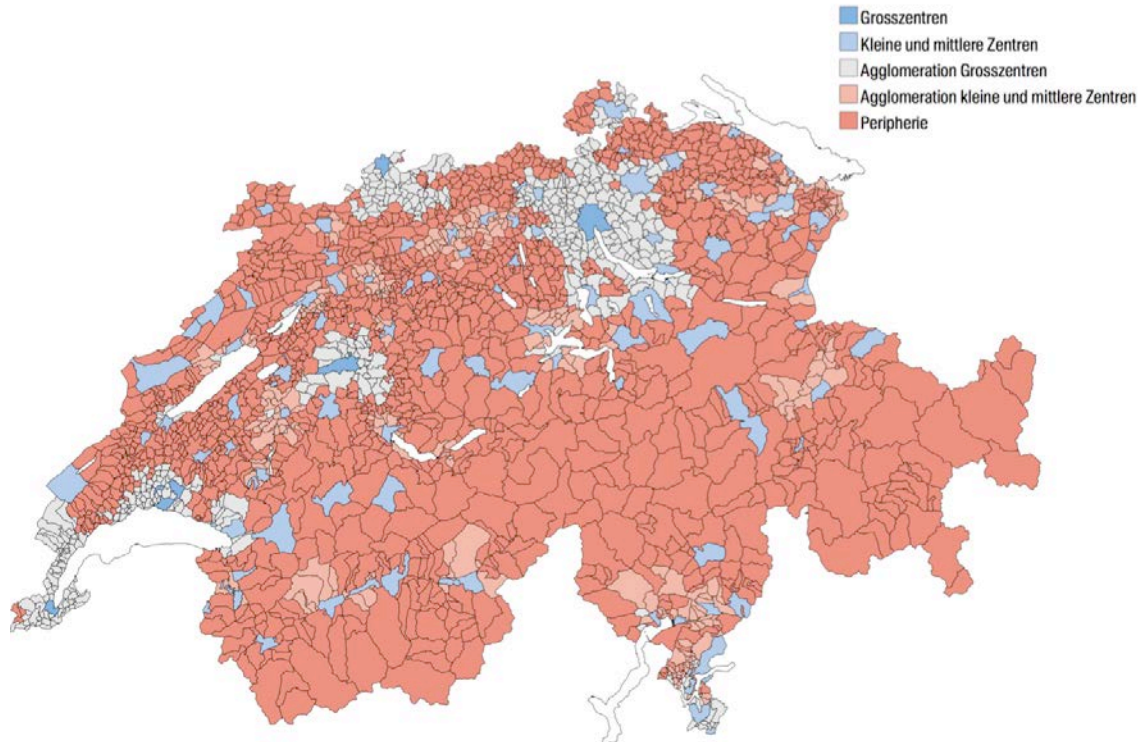 Grosszentren
Kleine und mittlere Zentren
Agglomeration Grosszentren
Agglomeration kleine und mittlere Zentren
Peripherie